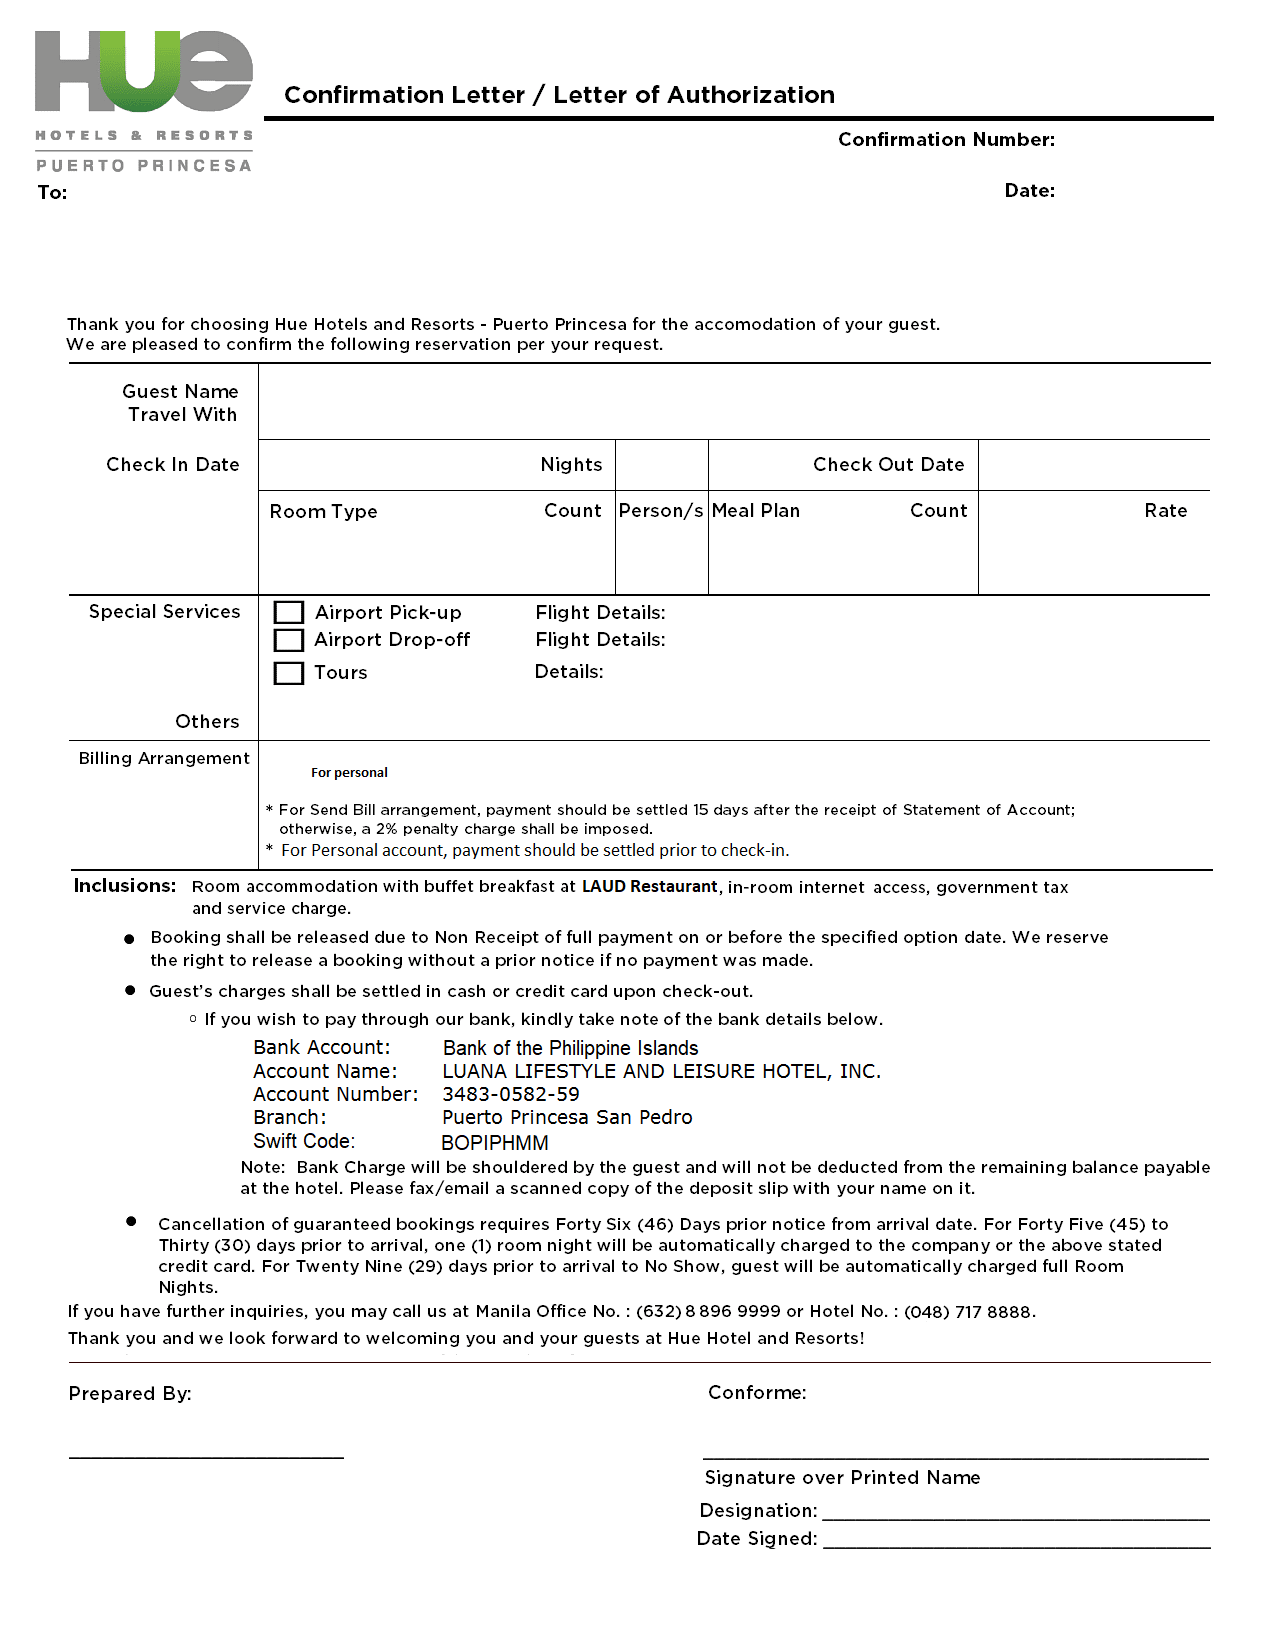 HUe
HOTELS & RESORTS
PUERTO PRINCESA
Confirmation Letter / Letter of Authorization
Confirmation Number:
To:
Date:
Thank you for choosing Hue Hotels and Resorts - Puerto Princesa for the accomodation of your guest.
We are pleased to confirm the following reservation per your request.
Guest Name
Travel With
Check In Date Nights Check Out Date
Room Type Count Person/s Meal Plan Count Rate
Special Services Airport Pick-up Flight Details:
Airport Drop-off Flight Details:
Tours Details:
Others
Billing Arrangement
For personal
* For Send Bill arrangement, payment should be settled 15 days after the receipt of Statement of Account;
otherwise, a 2% penalty charge shall be imposed.
* For Personal account, payment should be settled prior to check-in.
Inclusions: Room accommodation with buffet breakfast at LAUD Restaurant, in-room internet access, government tax
and service charge.
● Booking shall be released due to Non Receipt of full payment on or before the specified option date. We reserve
the right to release a booking without a prior notice if no payment was made.
● Guest's charges shall be settled in cash or credit card upon check-out.
○ If you wish to pay through our bank, kindly take note of the bank details below.
Bank Account: Bank of the Philippine Islands
Account Name: LUANA LIFESTYLE AND LEISURE HOTEL, INC.
Account Number: 3483-0582-59
Branch: Puerto Princesa San Pedro
Swift Code: BOPIPHMM
Note: Bank Charge will be shouldered by the guest and will not be deducted from the remaining balance payable
at the hotel. Please fax/email a scanned copy of the deposit slip with your name on it.
● Cancellation of guaranteed bookings requires Forty Six (46) Days prior notice from arrival date. For Forty Five (45) to
Thirty (30) days prior to arrival, one (1) room night will be automatically charged to the company or the above stated
credit card. For Twenty Nine (29) days prior to arrival to No Show, guest will be automatically charged full Room
Nights.
If you have further inquiries, you may call us at Manila Office No. : (632) 8 896 9999 or Hotel No. : (048) 717 8888.
Thank you and we look forward to welcoming you and your guests at Hue Hotel and Resorts!
Prepared By: Conforme:
Signature over Printed Name
Designation:
Date Signed: